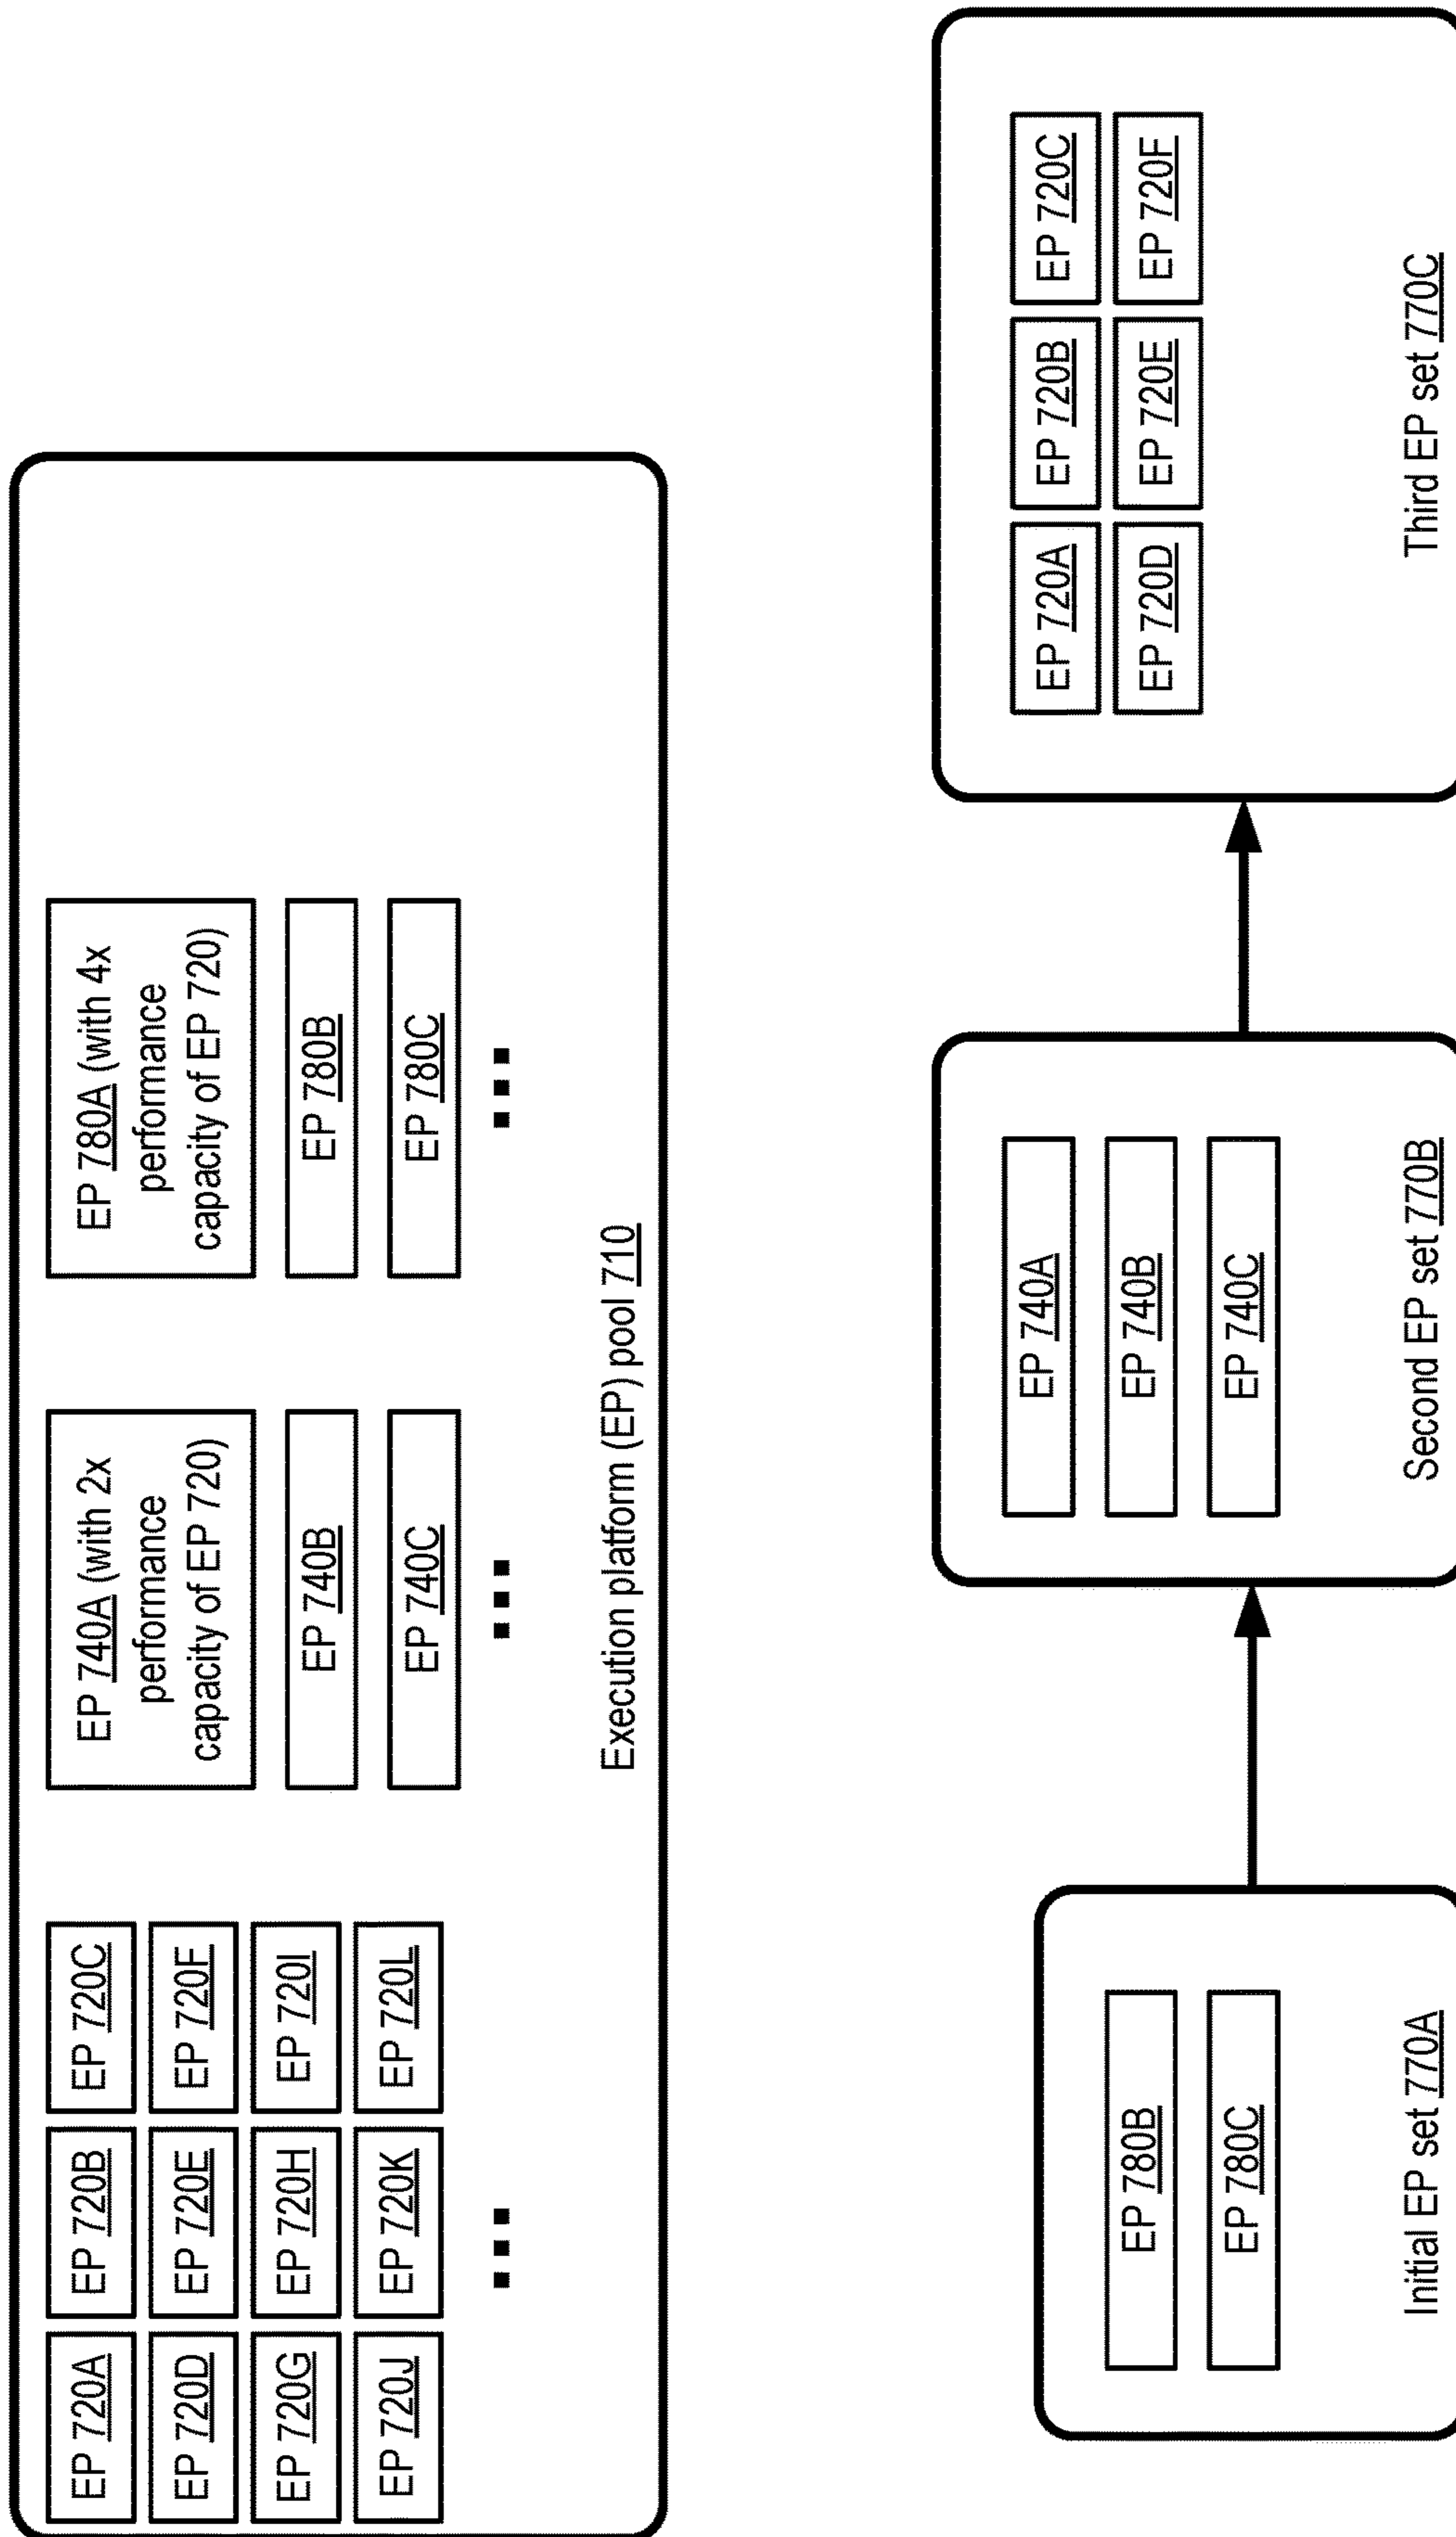 EP 720A
EP 720B
EP 720C
EP 720D
EP 720E
EP 720F
EP 720G
EP 720H
EP 720I
EP 720J
EP 720K
EP 720L
EP 740A (with 2x
performance
capacity of EP 720)
EP 740B
EP 740C
EP 780A (with 4x
performance
capacity of EP 720)
EP 780B
EP 780C
Execution platform (EP) pool 710
EP 780B
EP 780C
Initial EP set 770A
EP 740A
EP 740B
EP 740C
Second EP set 770B
EP 720A
EP 720B
EP 720C
EP 720D
EP 720E
EP 720F
Third EP set 770C